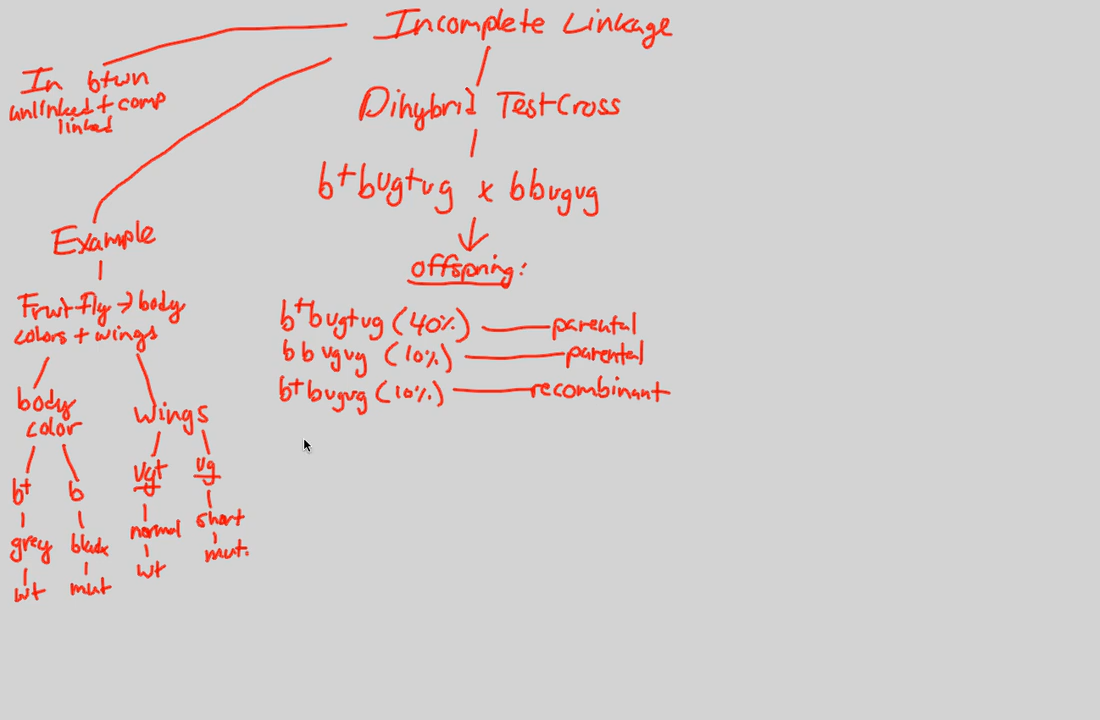 Incomplete Linkage
In btwn
unlinked + comp
linked
Dihybrid TestCross
b+bvg+vg x bbvgvg
Example
offspring:
Fruit fly → body
colors + wings
b+bvg+vg (40%) parental
bbvgvg (10%) parental
b+bvgvg (10%) recombinant
body
color
wings
b+ b vg+ vg
grey black normal short
wt mut wt mut.